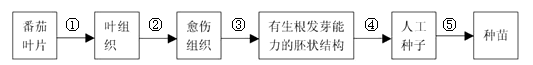 番茄叶片 ① 叶组织 ② 愈伤组织 ③ 有生根发芽能力的胚状结构 ④ 人工种子 ⑤ 种苗